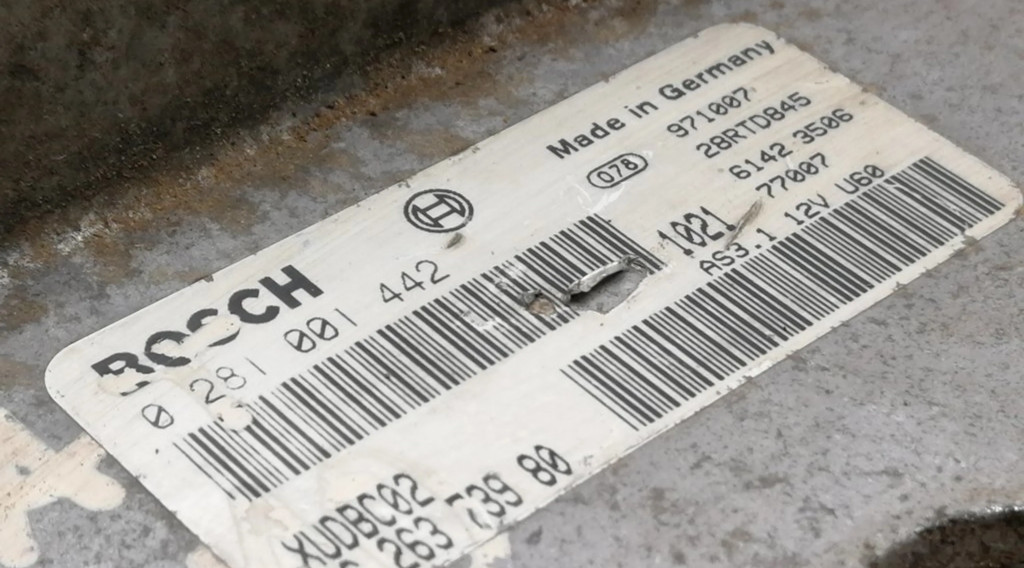 BOSCH
Made in Germany
078
971007
0 281 001 442
28RTD845
6142 3506
77007
1021
AS3.1 12V U60
XUDBC02
263 739 80